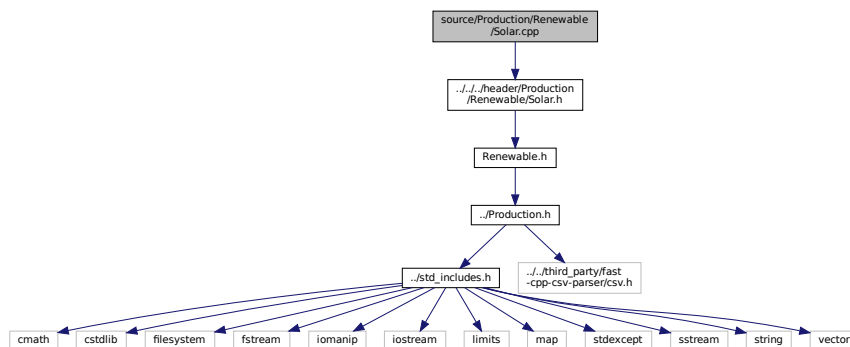 source/Production/Renewable
/Solar.cpp
../../../header/Production
/Renewable/Solar.h
Renewable.h
../Production.h
../std_includes.h
../../third_party/fast
-cpp-csv-parser/csv.h
cmath
cstdlib
filesystem
fstream
iomanip
iostream
limits
map
stdexcept
sstream
string
vector